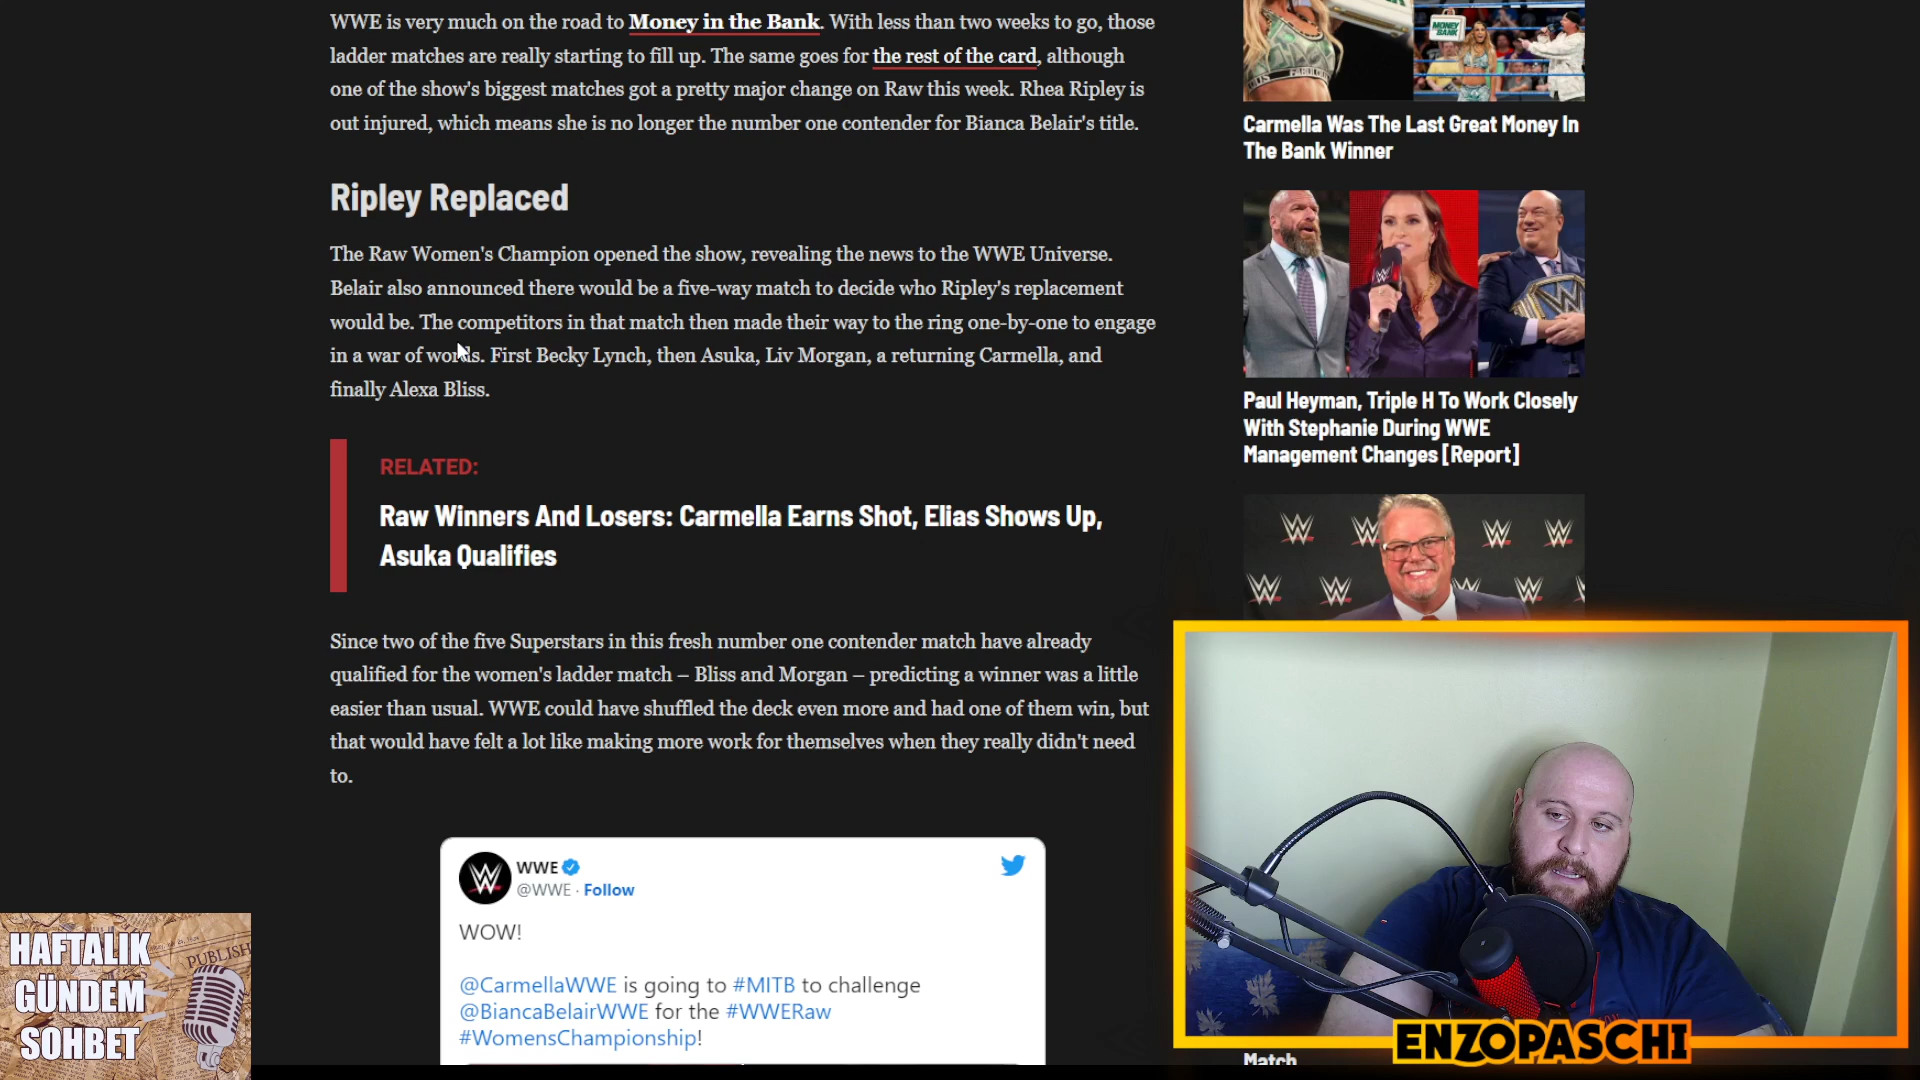 WWE is very much on the road to Money in the Bank. With less than two weeks to go, those
ladder matches are really starting to fill up. The same goes for the rest of the card, although
one of the show's biggest matches got a pretty major change on Raw this week. Rhea Ripley is
out injured, which means she is no longer the number one contender for Bianca Belair's title.
Ripley Replaced
The Raw Women's Champion opened the show, revealing the news to the WWE Universe.
Belair also announced there would be a five-way match to decide who Ripley's replacement
would be. The competitors in that match then made their way to the ring one-by-one to engage
in a war of words. First Becky Lynch, then Asuka, Liv Morgan, a returning Carmella, and
finally Alexa Bliss.
RELATED:
Raw Winners And Losers: Carmella Earns Shot, Elias Shows Up,
Asuka Qualifies
Since two of the five Superstars in this fresh number one contender match have already
qualified for the women's ladder match – Bliss and Morgan – predicting a winner was a little
easier than usual. WWE could have shuffled the deck even more and had one of them win, but
that would have felt a lot like making more work for themselves when they really didn't need
to.
WWE
@WWE · Follow
WOW!
@CarmellaWWE is going to #MITB to challenge
@BiancaBelairWWE for the #WWERaw
#WomensChampionship!
MONEY
BANK
Carmella Was The Last Great Money In
The Bank Winner
Paul Heyman, Triple H To Work Closely
With Stephanie During WWE
Management Changes [Report]
Match
HAFTALIK
GÜNDEM
SOHBET
PUBLISH
ENZOPASCHI